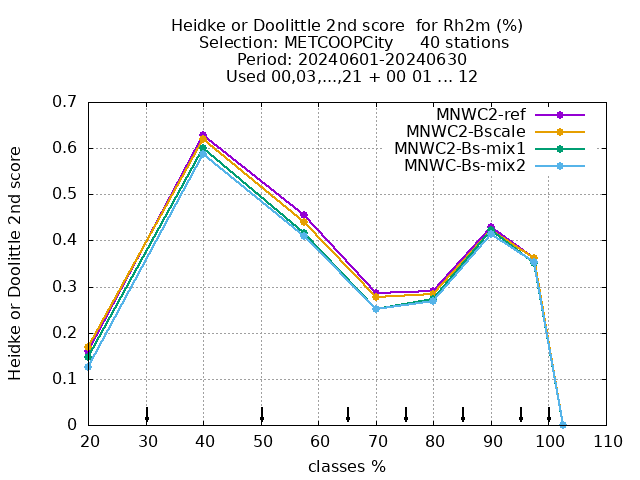 Heidke or Doolittle 2nd score  for Rh2m (%)
Selection: METCOOPCity     40 stations
Period: 20240601-20240630
Used 00,03,...,21 + 00 01 ... 12
MNWC2-ref
MNWC2-Bscale
MNWC2-Bs-mix1
MNWC-Bs-mix2
Heidke or Doolittle 2nd score
0.7
0.6
0.5
0.4
0.3
0.2
0.1
0
20 30 40 50 60 70 80 90 100 110
classes %